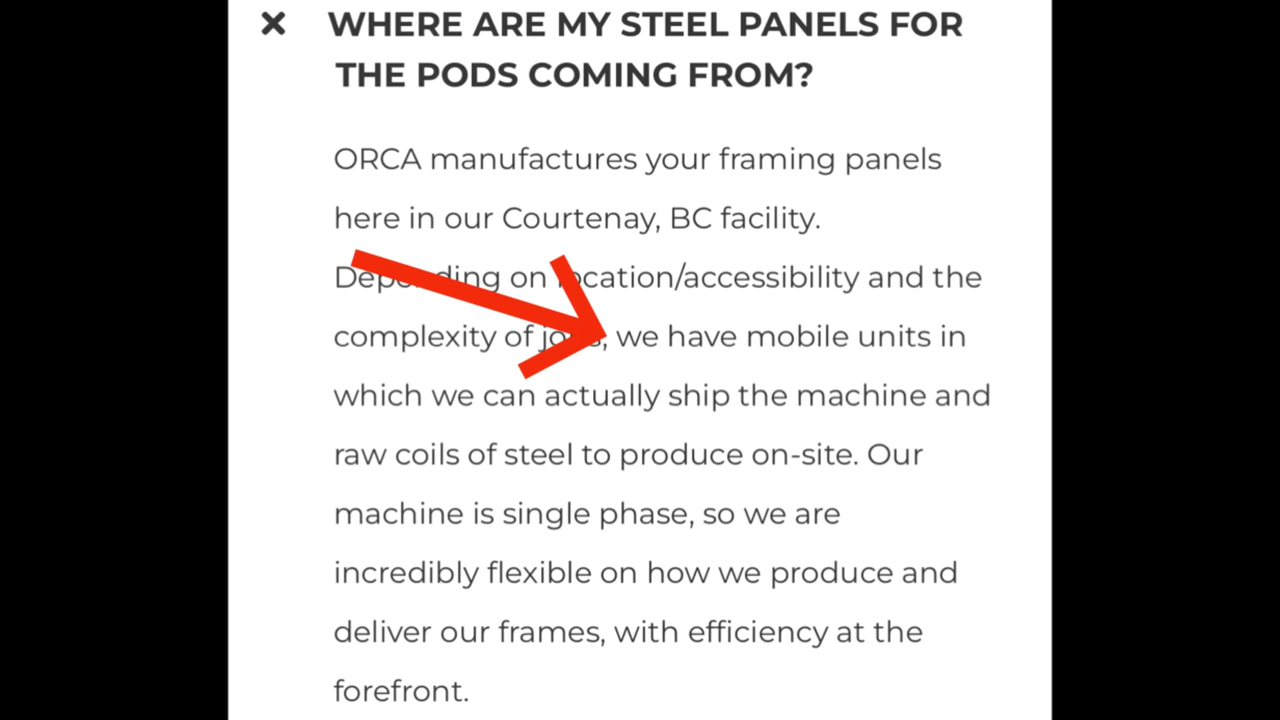 WHERE ARE MY STEEL PANELS FOR
THE PODS COMING FROM?
ORCA manufactures your framing panels
here in our Courtenay, BC facility.
Depending on location/accessibility and the
complexity of jobs, we have mobile units in
which we can actually ship the machine and
raw coils of steel to produce on-site. Our
machine is single phase, so we are
incredibly flexible on how we produce and
deliver our frames, with efficiency at the
forefront.